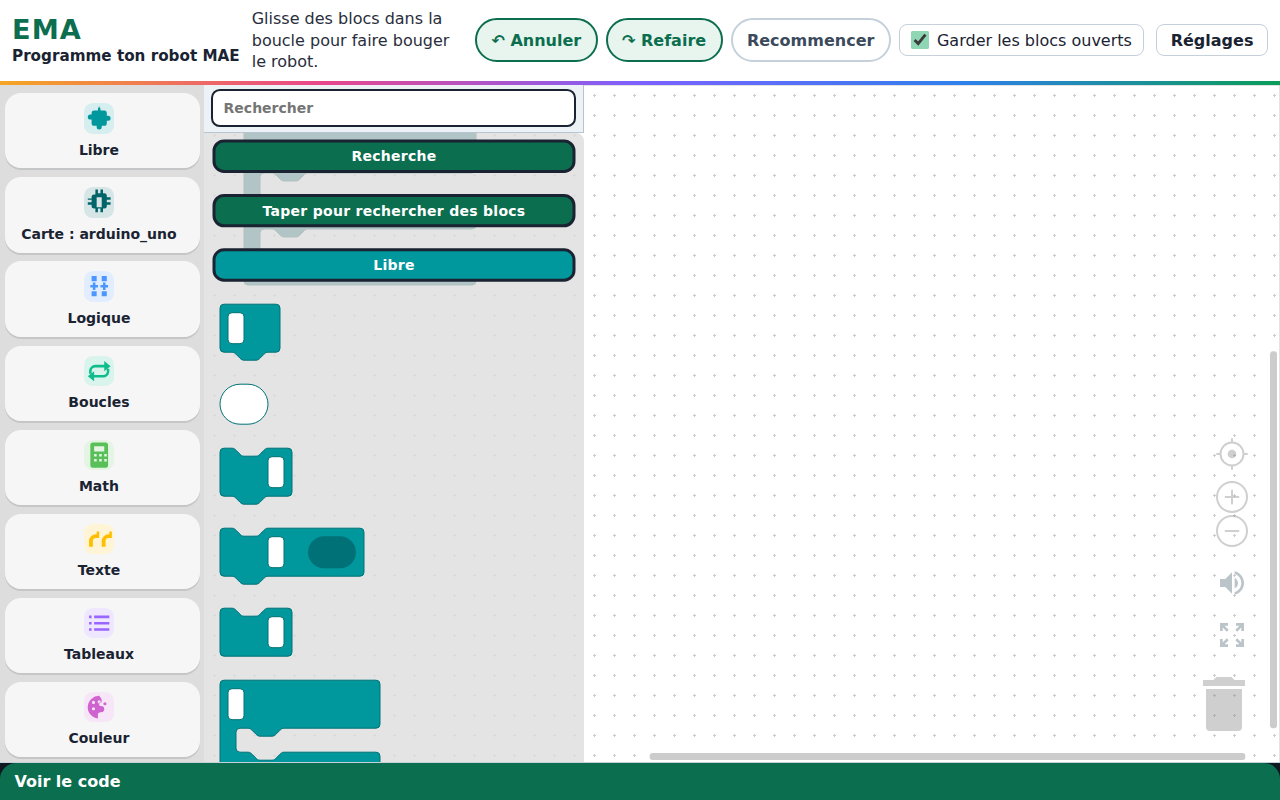 EMA
Programme ton robot MAE
Glisse des blocs dans la
boucle pour faire bouger
le robot.
↶ Annuler
↷ Refaire
Recommencer
Garder les blocs ouverts
Réglages
Libre
Carte : arduino_uno
Logique
Boucles
Math
Texte
Tableaux
Couleur
Rechercher
Recherche
Taper pour rechercher des blocs
Libre
Voir le code